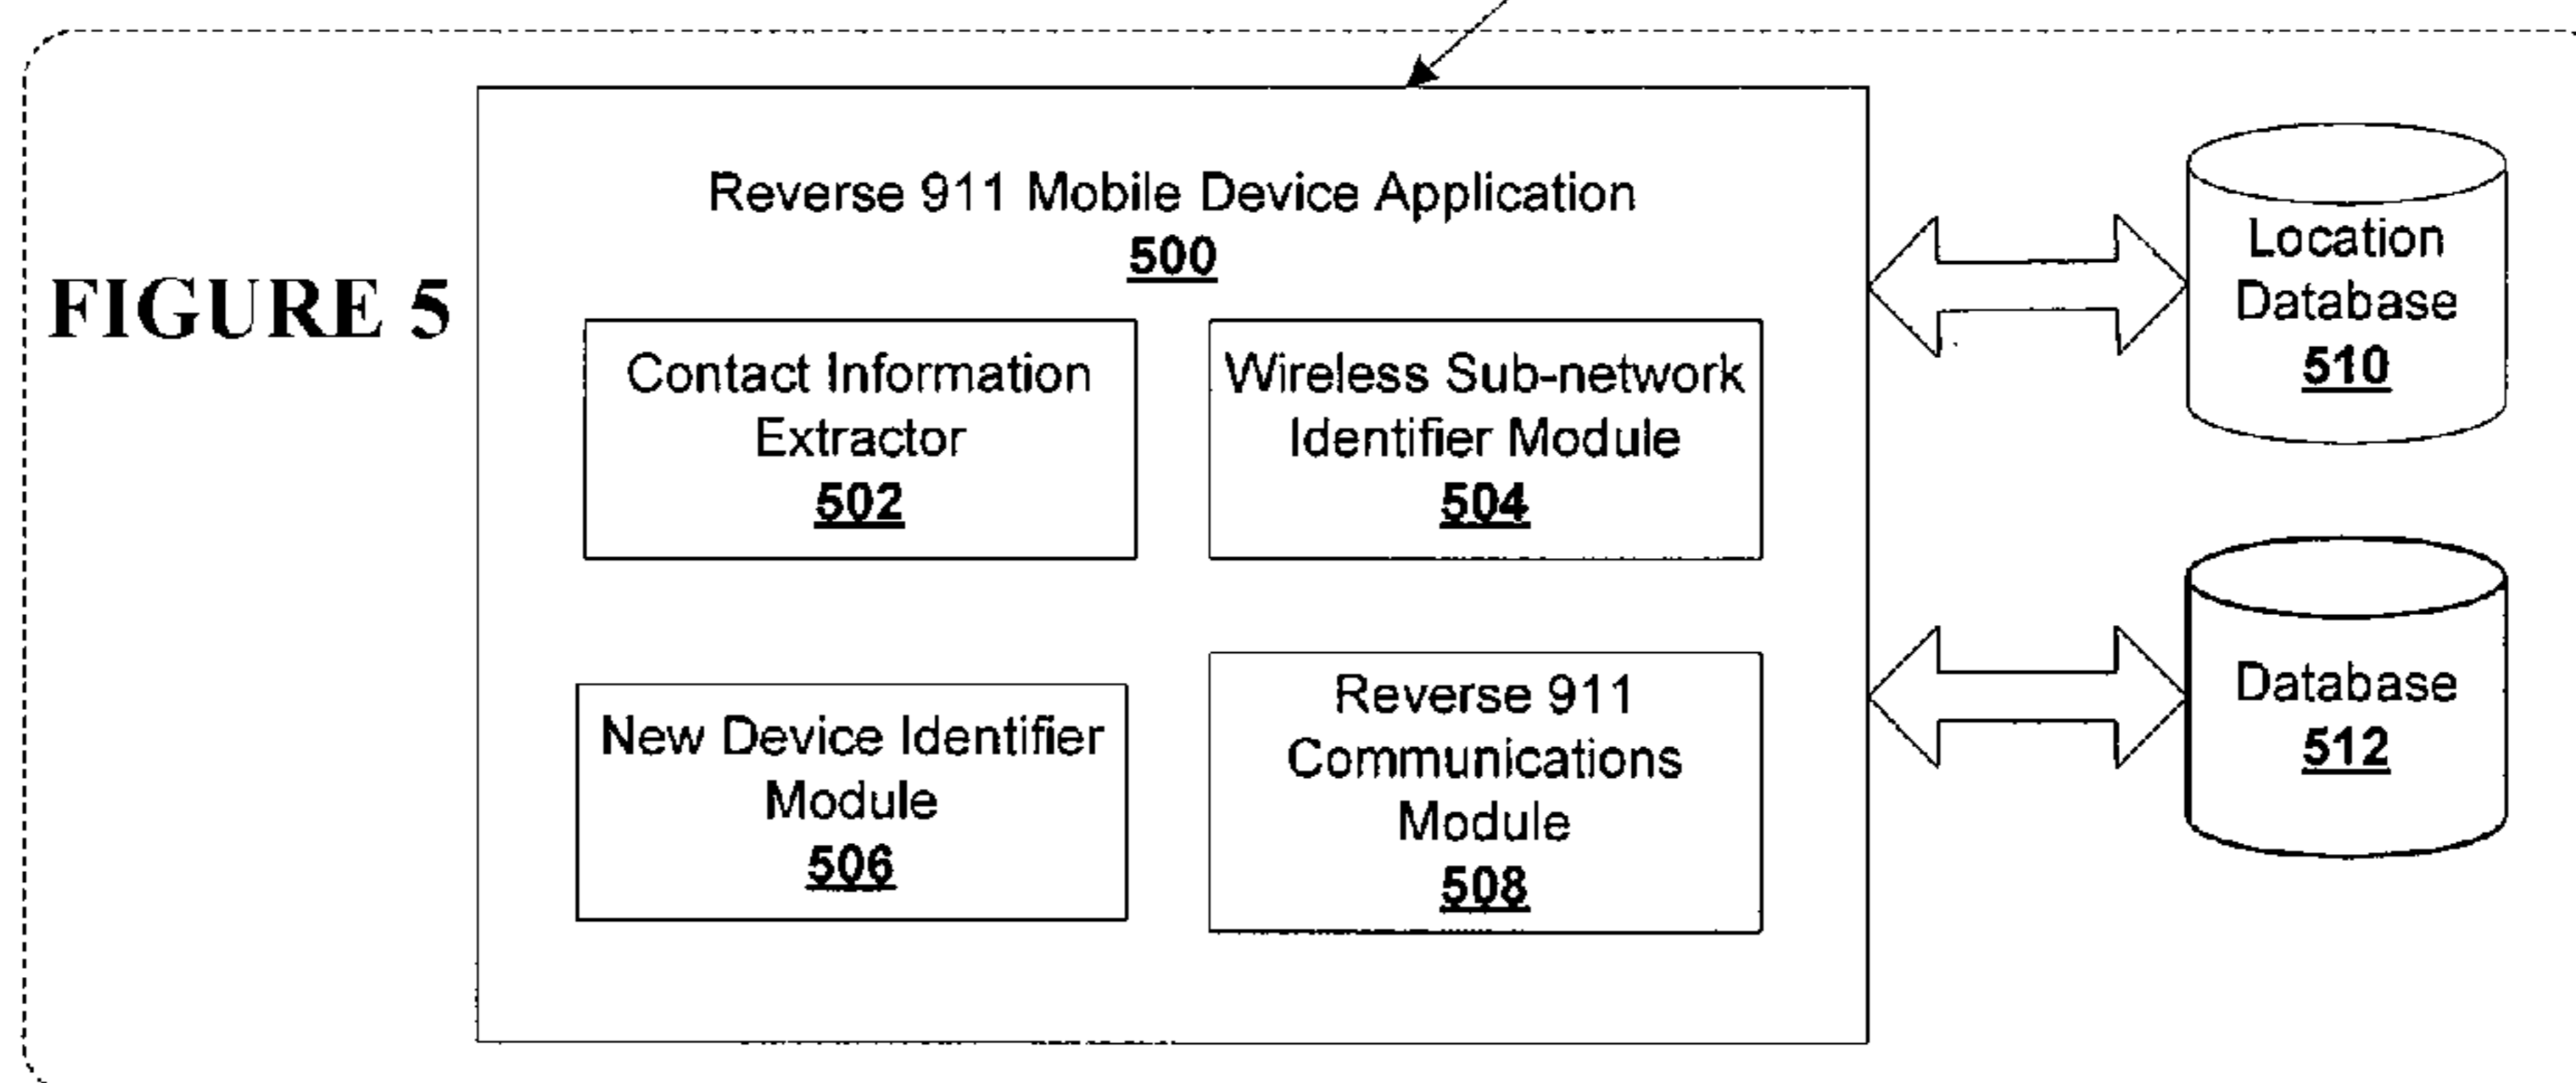 FIGURE 5
Reverse 911 Mobile Device Application
500
Contact Information
Extractor
502
Wireless Sub-network
Identifier Module
504
New Device Identifier
Module
506
Reverse 911
Communications
Module
508
Location
Database
510
Database
512